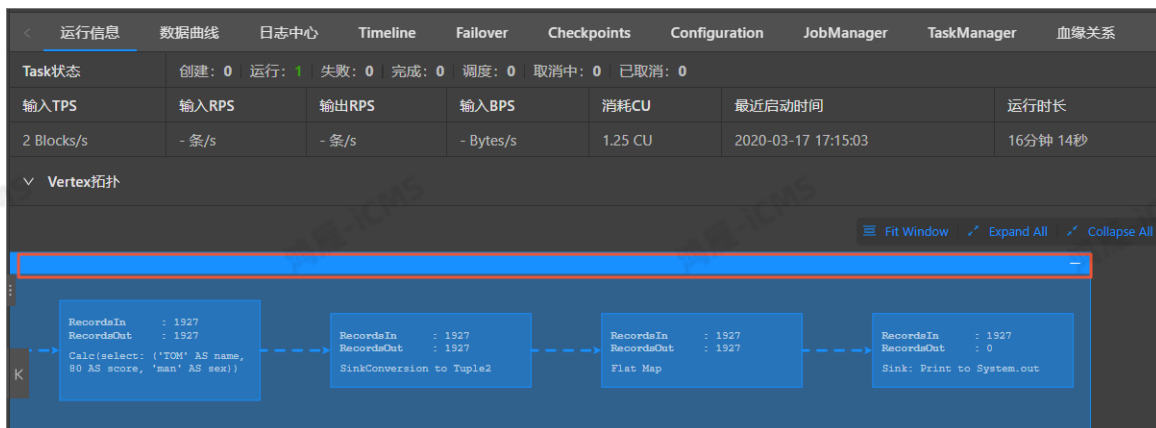 运行信息 数据曲线 日志中心 Timeline Failover Checkpoints Configuration JobManager TaskManager 血缘关系
Task状态 创建: 0 运行: 1 失败: 0 完成: 0 调度: 0 取消中: 0 已取消: 0
输入TPS 输入RPS 输出RPS 输入BPS 消耗CU 最近启动时间 运行时长
2 Blocks/s - 条/s - 条/s - Bytes/s 1.25 CU 2020-03-17 17:15:03 16分钟 14秒
Vertex拓扑
Fit Window Expand All Collapse All
RecordsIn : 1927
RecordsOut : 1927
Calc(select: ('TOM' AS name,
80 AS score, 'man' AS sex))
RecordsIn : 1927
RecordsOut : 1927
SinkConversion to Tuple2
RecordsIn : 1927
RecordsOut : 1927
Flat Map
RecordsIn : 1927
RecordsOut : 0
Sink: Print to System.out
K